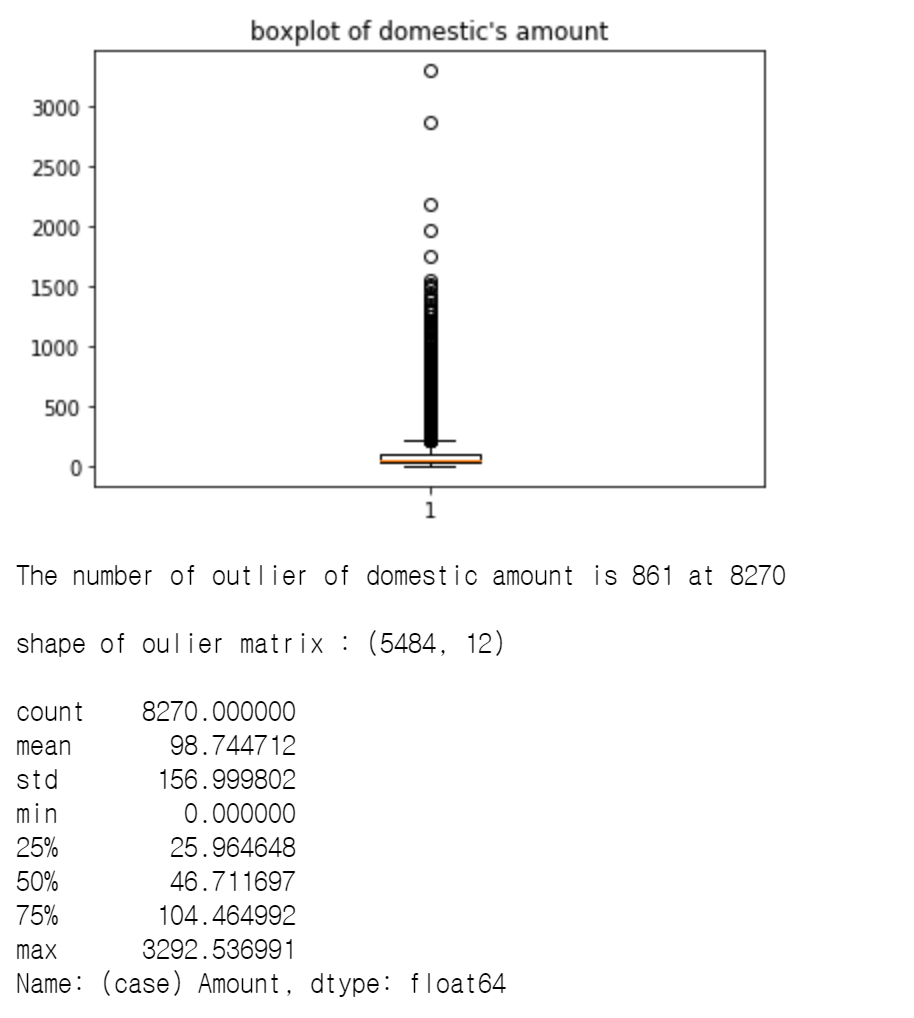 boxplot of domestic's amount
3000
2500
2000
1500
1000
500
0
1
The number of outlier of domestic amount is 861 at 8270
shape of oulier matrix : (5484, 12)
count 8270.000000
mean 98.744712
std 156.999802
min 0.000000
25% 25.964648
50% 46.711697
75% 104.464992
max 3292.536991
Name: (case) Amount, dtype: float64